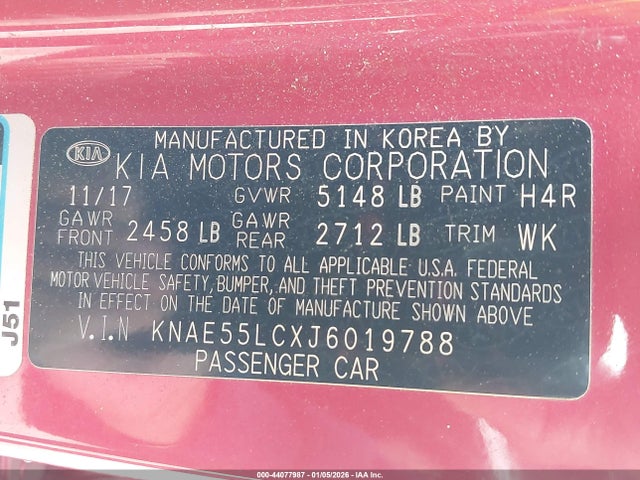 MANUFACTURED IN KOREA BY
KIA KIA MOTORS CORPORATION
11/17 GVWR 5148 LB PAINT H4R
GAWR FRONT 2458 LB GAWR REAR 2712 LB TRIM WK
THIS VEHICLE CONFORMS TO ALL APPLICABLE U.S.A. FEDERAL
MOTOR VEHICLE SAFETY, BUMPER, AND THEFT PREVENTION STANDARDS
IN EFFECT ON THE DATE OF MANUFACTURE SHOWN ABOVE.
V.I.N KNAE55LCXJ6019788
PASSENGER CAR
J51
000-44077987 - 01/05/2026 - IAA Inc.